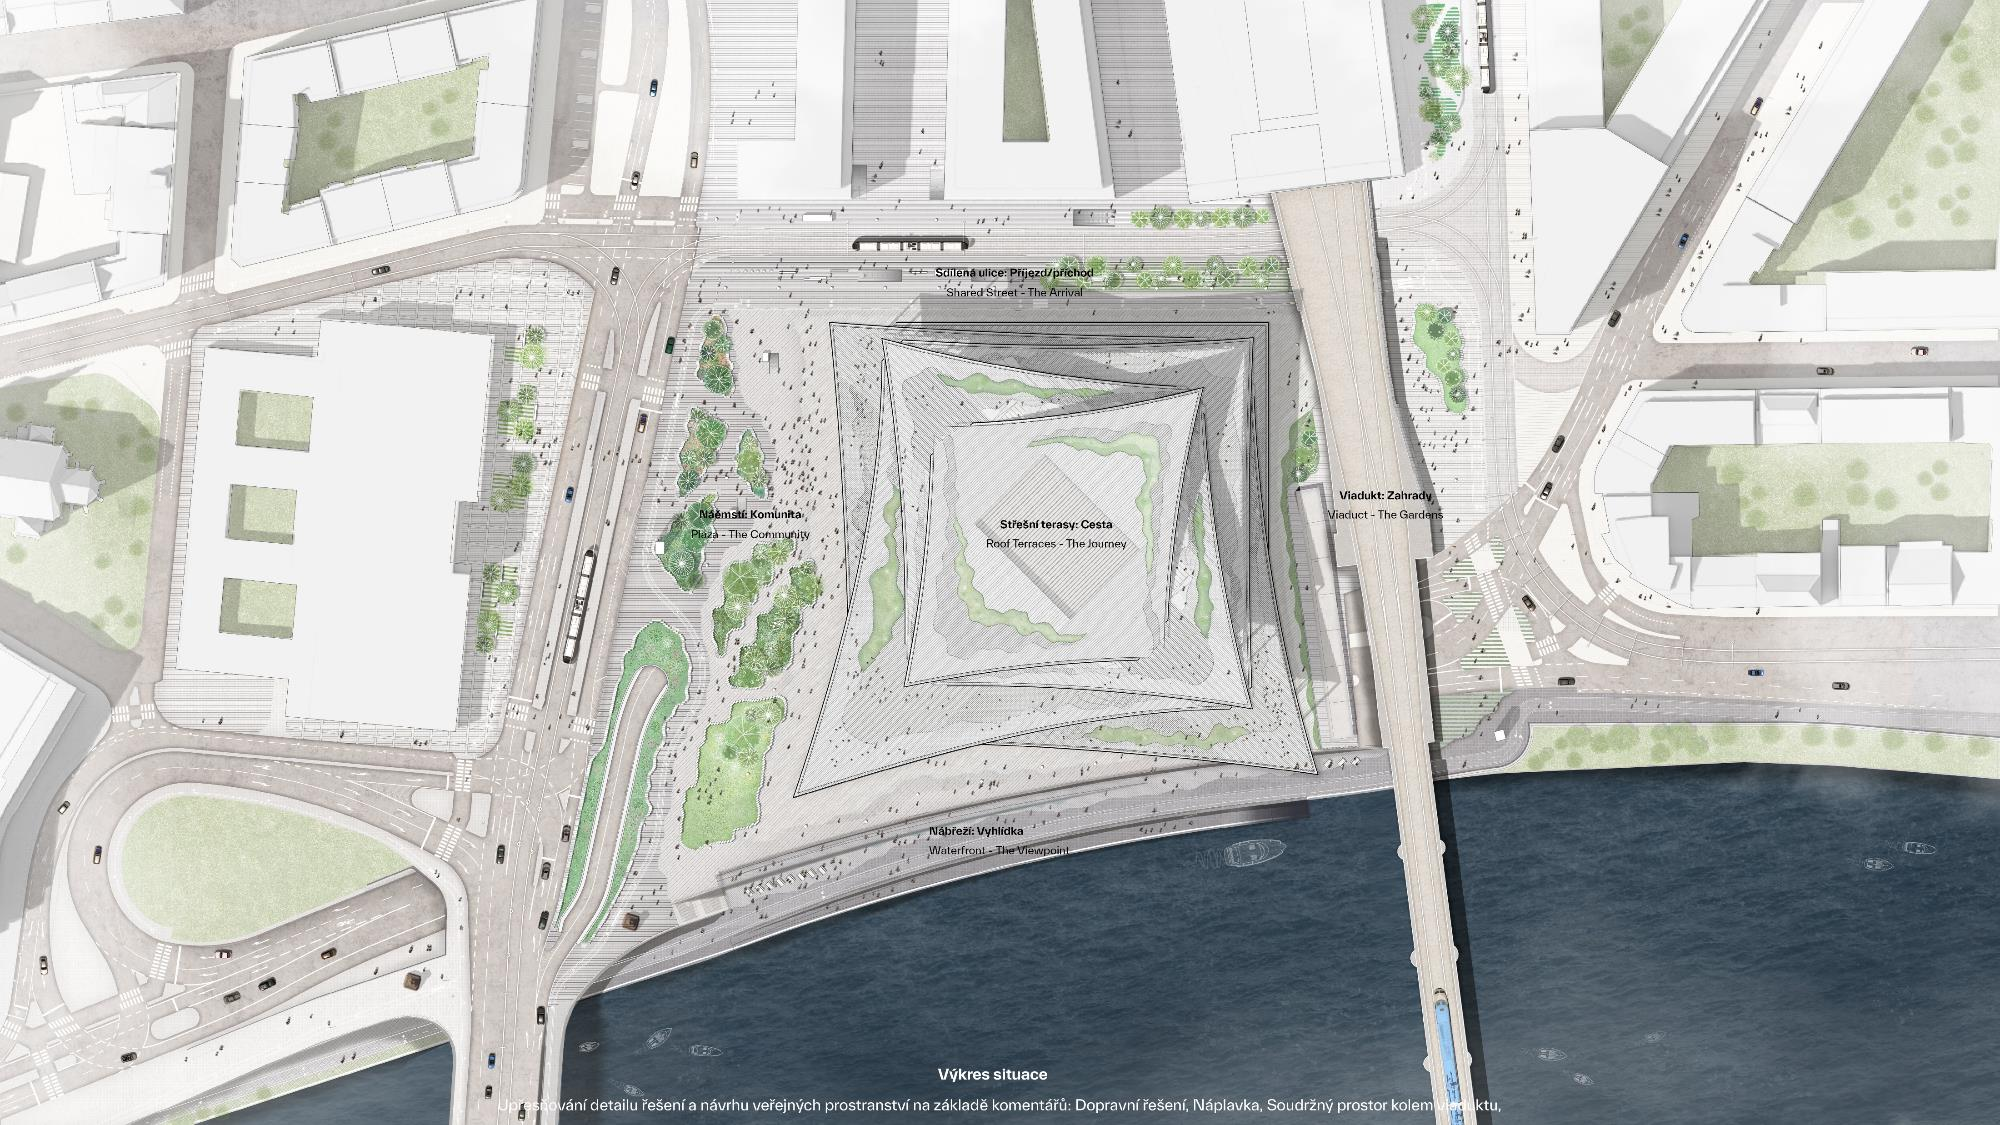 Sdílená ulice: Příjezd/příchod
Shared Street - The Arrival
Náěmstí: Komunita
Plaza - The Community
Střešní terasy: Cesta
Roof Terraces - The Journey
Viadukt: Zahrady
Viaduct - The Gardens
Nábřeží: Vyhlídka
Waterfront - The Viewpoint
Výkres situace
Upřesňování detailu řešení a návrhu veřejných prostranství na základě komentářů: Dopravní řešení, Náplavka, Soudržný prostor kolem viaduktu,